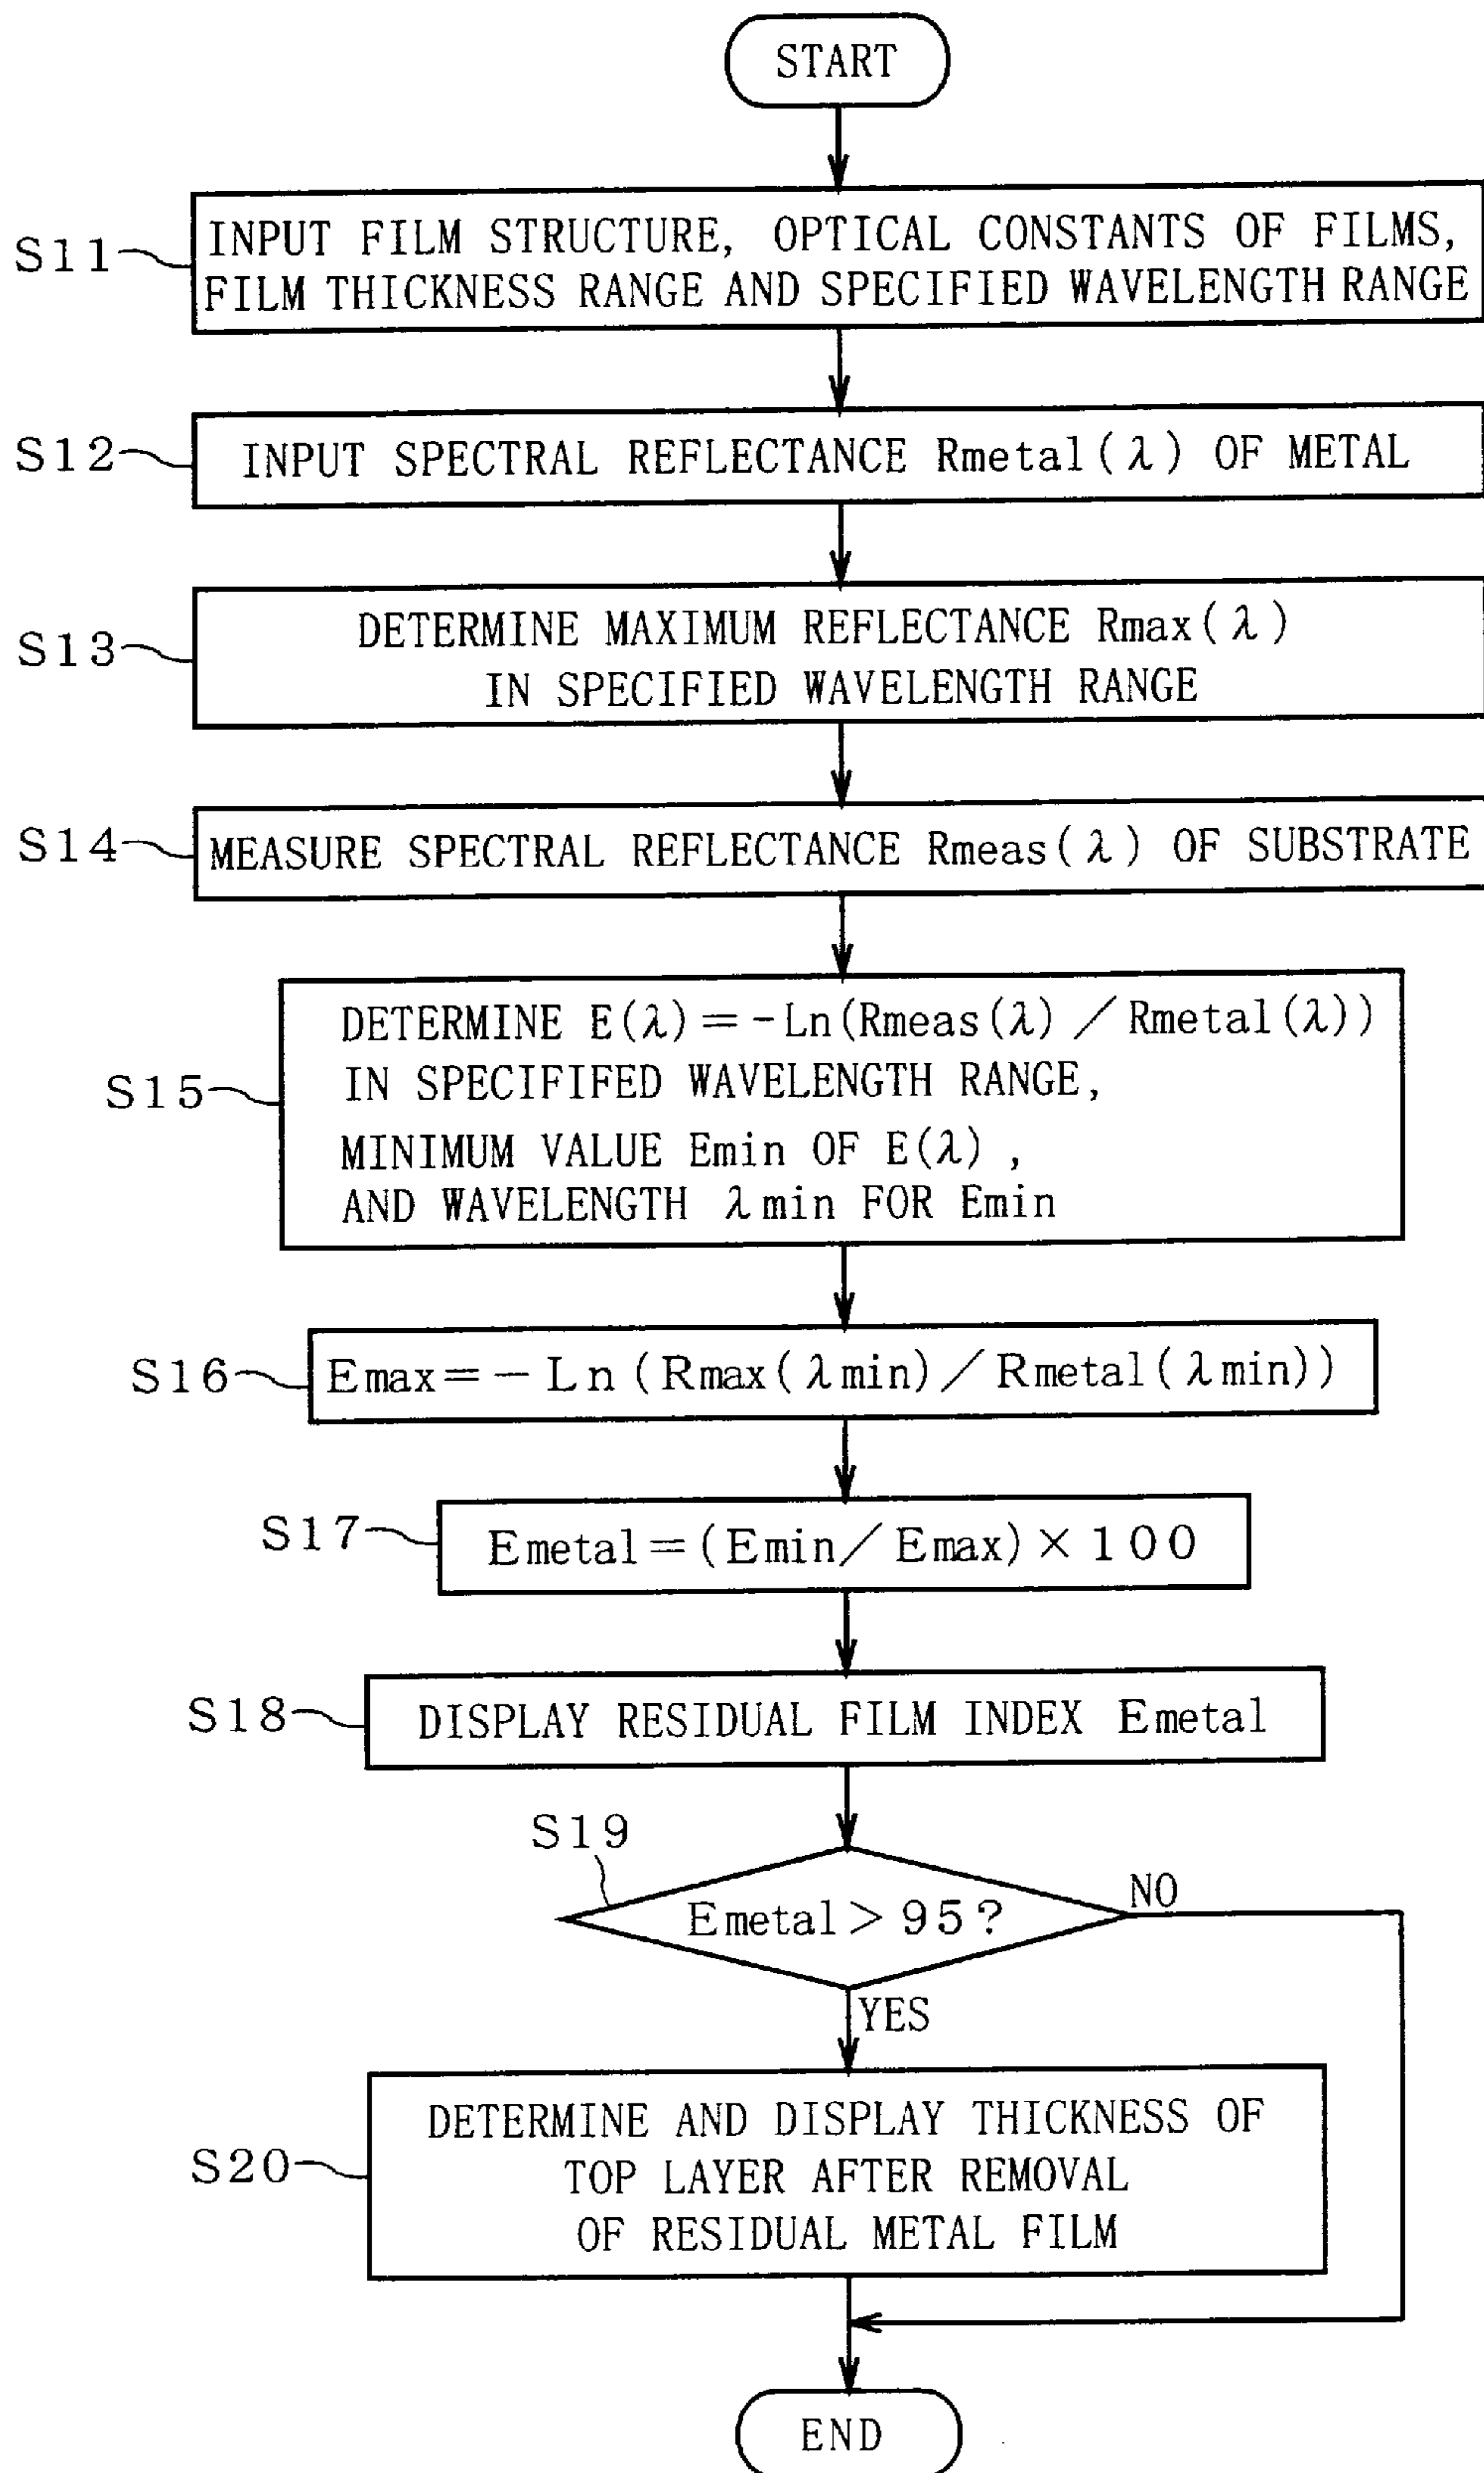 START
S11
INPUT FILM STRUCTURE, OPTICAL CONSTANTS OF FILMS,
FILM THICKNESS RANGE AND SPECIFIED WAVELENGTH RANGE
S12
INPUT SPECTRAL REFLECTANCE Rmetal(λ) OF METAL
S13
DETERMINE MAXIMUM REFLECTANCE Rmax(λ)
IN SPECIFIED WAVELENGTH RANGE
S14
MEASURE SPECTRAL REFLECTANCE Rmeas(λ) OF SUBSTRATE
S15
DETERMINE E(λ)=-Ln(Rmeas(λ)/Rmetal(λ))
IN SPECIFIFED WAVELENGTH RANGE,
MINIMUM VALUE Emin OF E(λ),
AND WAVELENGTH λmin FOR Emin
S16
Emax=-Ln(Rmax(λmin)/Rmetal(λmin))
S17
Emetal=(Emin/Emax)×100
S18
DISPLAY RESIDUAL FILM INDEX Emetal
S19
Emetal>95?
NO
YES
S20
DETERMINE AND DISPLAY THICKNESS OF
TOP LAYER AFTER REMOVAL
OF RESIDUAL METAL FILM
END